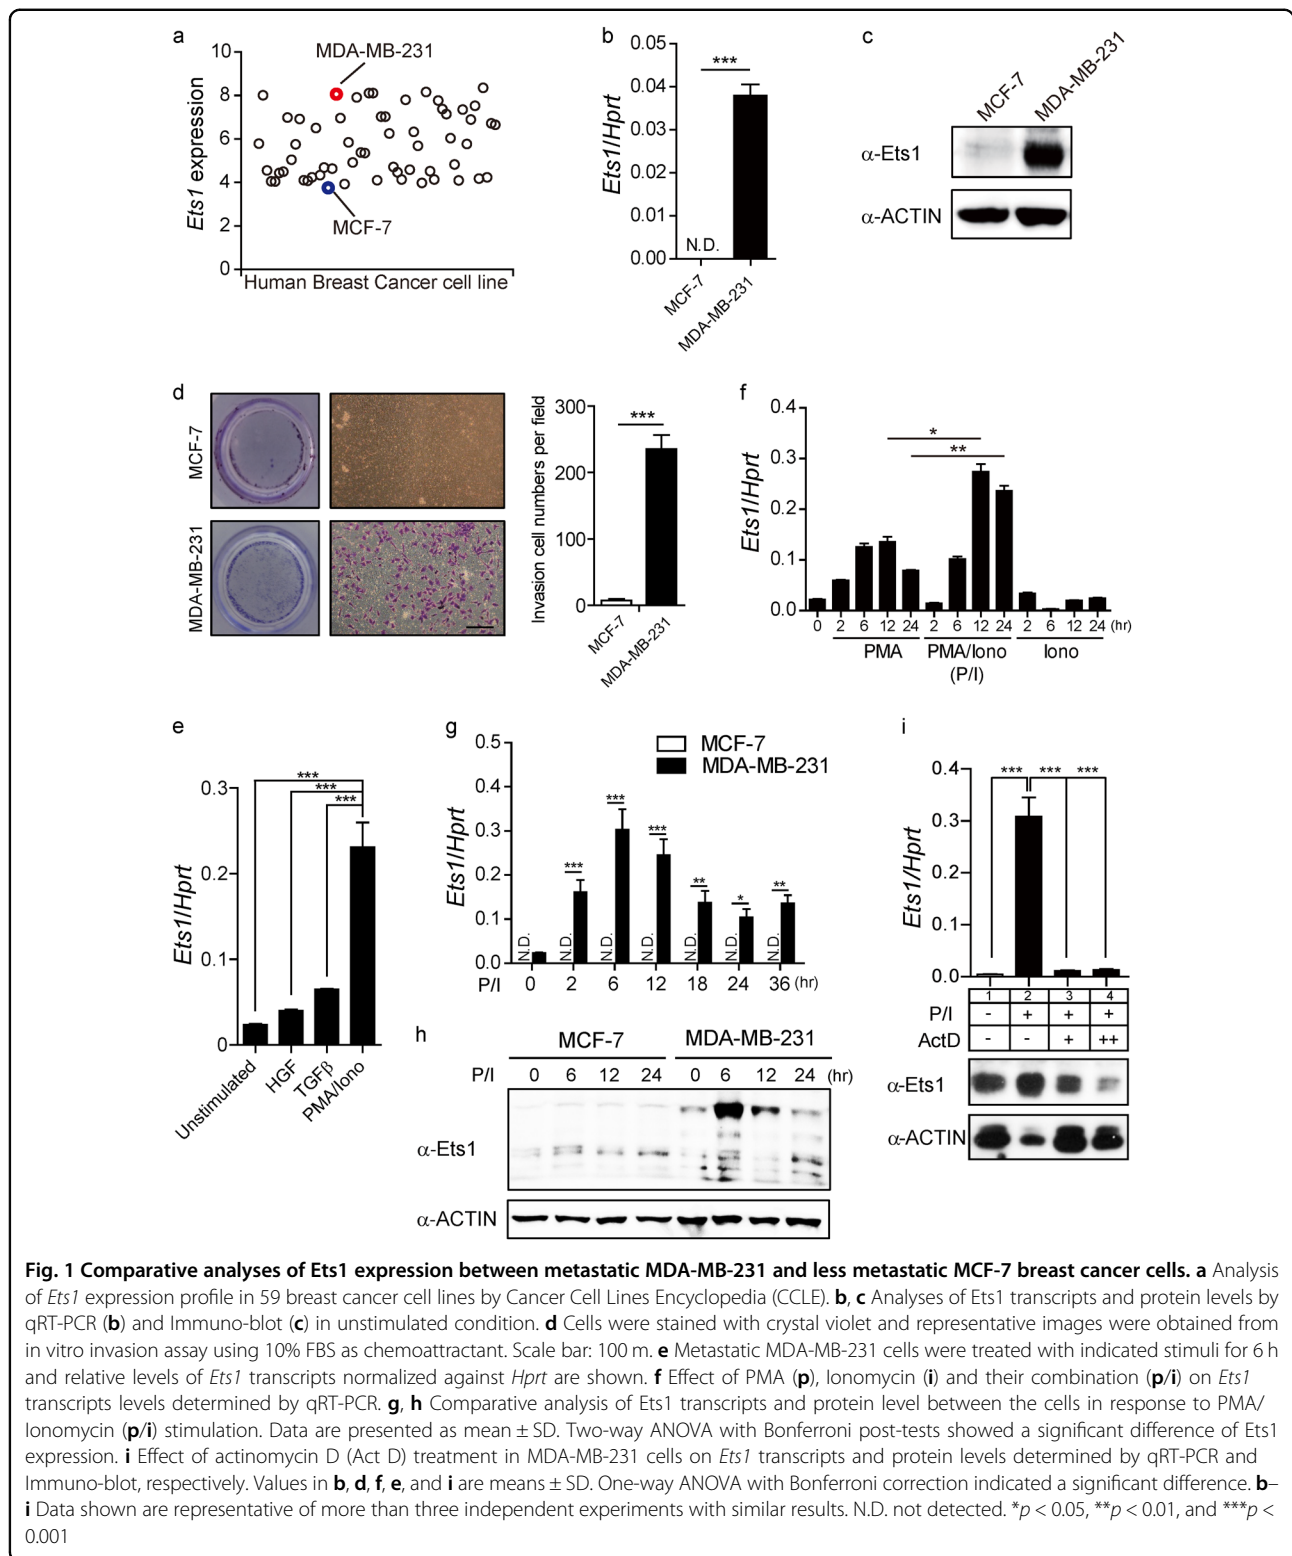 a
10
8
6
4
2
0
Ets1 expression
MDA-MB-231
MCF-7
Human Breast Cancer cell line
b
0.05
0.04
0.03
0.02
0.01
0.00
Ets1/Hprt
***
N.D.
MCF-7
MDA-MB-231
c
MCF-7
MDA-MB-231
α-Ets1
α-ACTIN
d
MCF-7
MDA-MB-231
Invasion cell numbers per field
300
200
100
0
***
MCF-7
MDA-MB-231
f
Ets1/Hprt
0.4
0.3
0.2
0.1
0.0
*
**
0 2 6 12 24 2 6 12 24 2 6 12 24 (hr)
PMA PMA/Iono Iono
(P/I)
e
Ets1/Hprt
0.3
0.2
0.1
0
***
***
***
Unstimulated
HGF
TGFβ
PMA/Iono
g
MCF-7
MDA-MB-231
Ets1/Hprt
0.5
0.4
0.3
0.2
0.1
0.0
*** *** *** ** * **
N.D. N.D. N.D. N.D. N.D. N.D. N.D.
P/I 0 2 6 12 18 24 36 (hr)
h
MCF-7 MDA-MB-231
P/I 0 6 12 24 0 6 12 24 (hr)
α-Ets1
α-ACTIN
i
Ets1/Hprt
0.4
0.3
0.2
0.1
0.0
*** *** ***
1 2 3 4
P/I - + + +
ActD - - + ++
α-Ets1
α-ACTIN
Fig. 1 Comparative analyses of Ets1 expression between metastatic MDA-MB-231 and less metastatic MCF-7 breast cancer cells. a Analysis
of Ets1 expression profile in 59 breast cancer cell lines by Cancer Cell Lines Encyclopedia (CCLE). b, c Analyses of Ets1 transcripts and protein levels by
qRT-PCR (b) and Immuno-blot (c) in unstimulated condition. d Cells were stained with crystal violet and representative images were obtained from
in vitro invasion assay using 10% FBS as chemoattractant. Scale bar: 100 m. e Metastatic MDA-MB-231 cells were treated with indicated stimuli for 6 h
and relative levels of Ets1 transcripts normalized against Hprt are shown. f Effect of PMA (p), Ionomycin (i) and their combination (p/i) on Ets1
transcripts levels determined by qRT-PCR. g, h Comparative analysis of Ets1 transcripts and protein level between the cells in response to PMA/
Ionomycin (p/i) stimulation. Data are presented as mean ± SD. Two-way ANOVA with Bonferroni post-tests showed a significant difference of Ets1
expression. i Effect of actinomycin D (Act D) treatment in MDA-MB-231 cells on Ets1 transcripts and protein levels determined by qRT-PCR and
Immuno-blot, respectively. Values in b, d, f, e, and i are means ± SD. One-way ANOVA with Bonferroni correction indicated a significant difference. b–
i Data shown are representative of more than three independent experiments with similar results. N.D. not detected. *p < 0.05, **p < 0.01, and ***p <
0.001